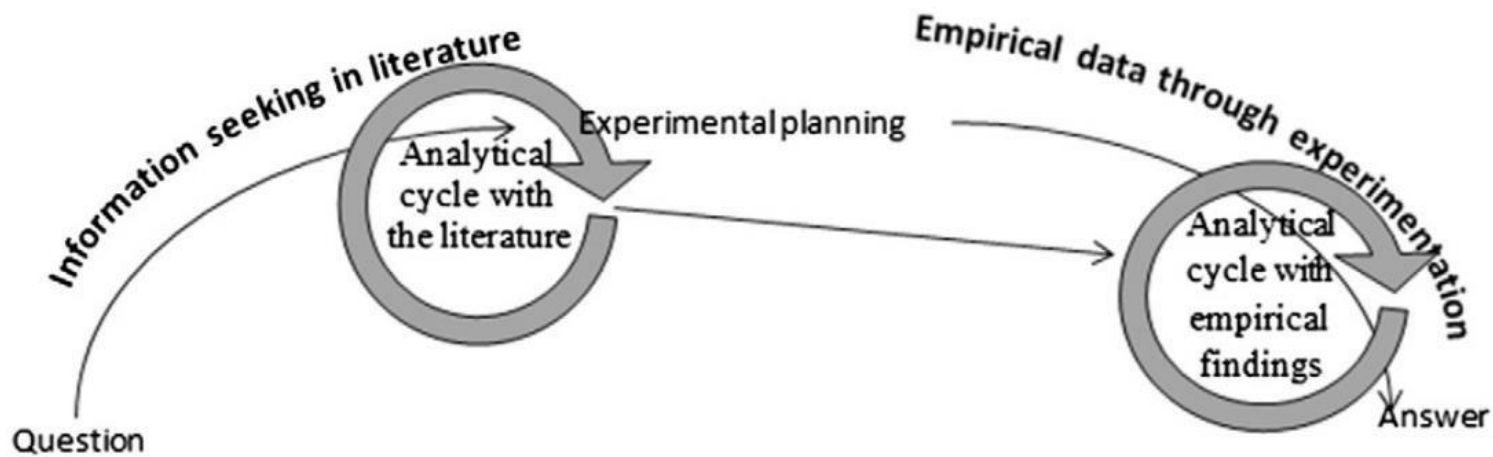 Information seeking in literature
Empirical data through experimentation
Experimental planning
Analytical
cycle with
the literature
Analytical
cycle with
empirical
findings
Question
Answer